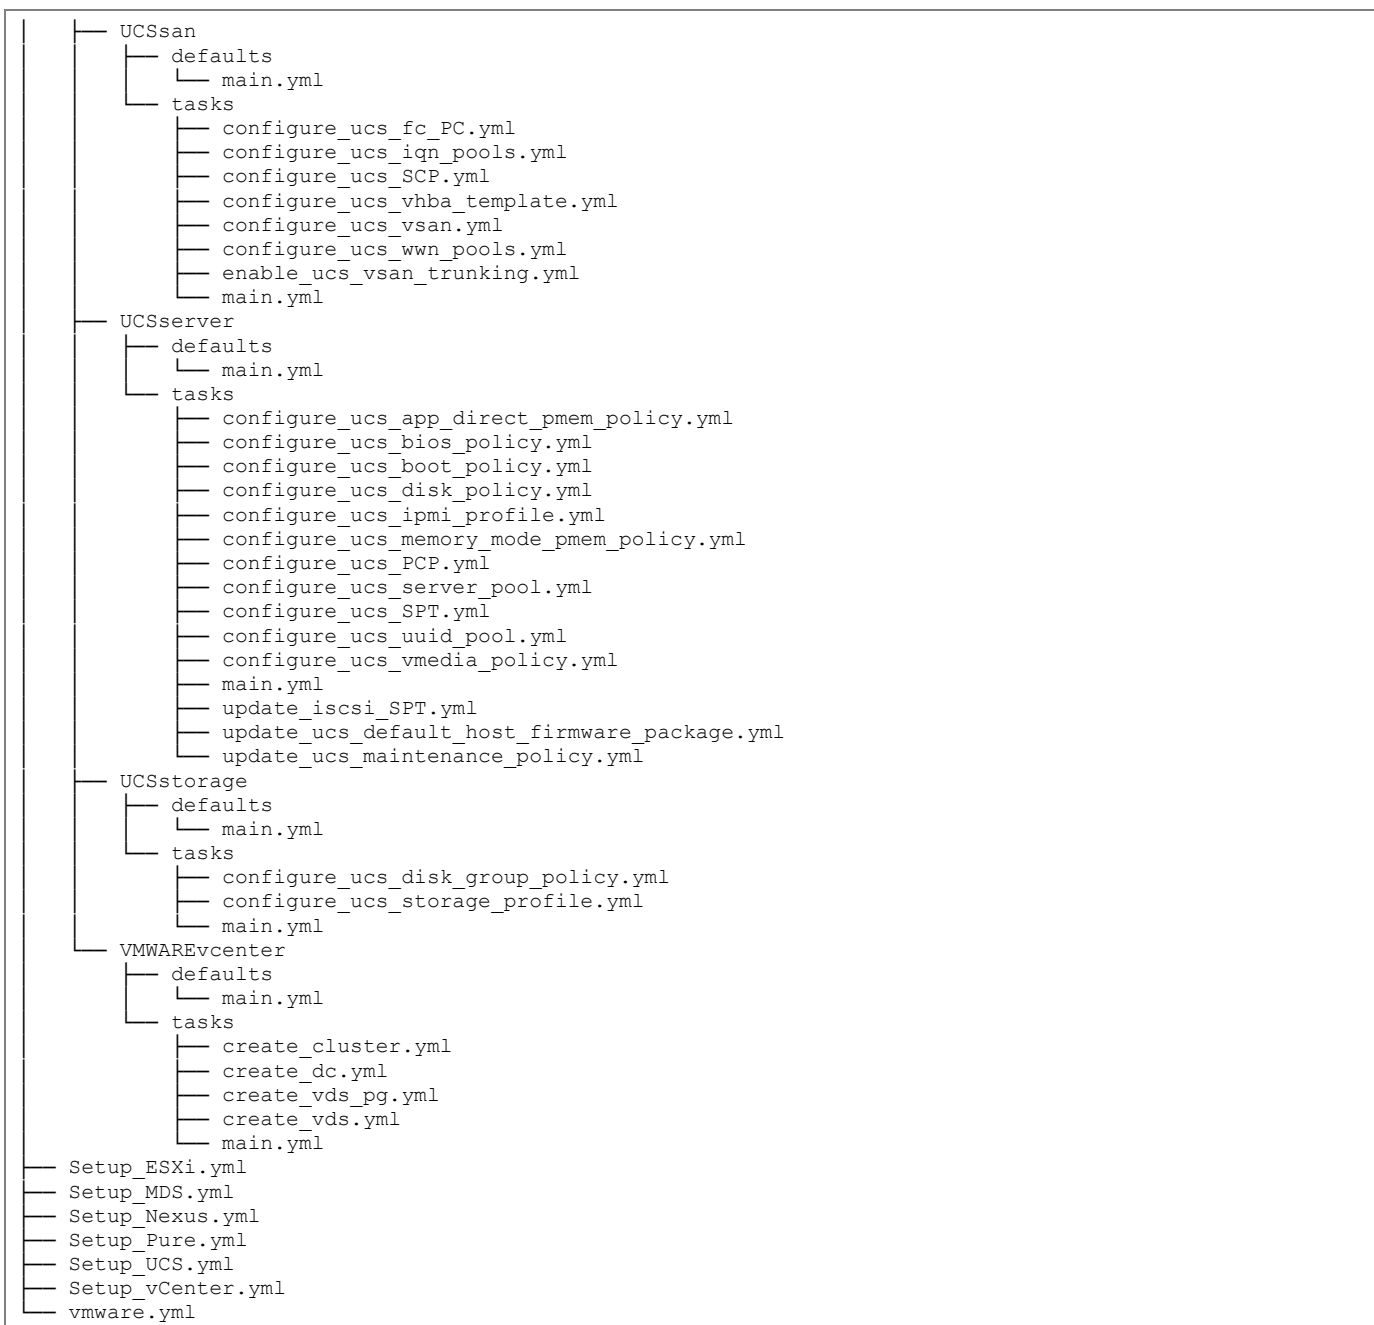 │   ├── UCSsan
│   │   ├── defaults
│   │   │   └── main.yml
│   │   └── tasks
│   │       ├── configure_ucs_fc_PC.yml
│   │       ├── configure_ucs_iqn_pools.yml
│   │       ├── configure_ucs_SCP.yml
│   │       ├── configure_ucs_vhba_template.yml
│   │       ├── configure_ucs_vsan.yml
│   │       ├── configure_ucs_wwn_pools.yml
│   │       ├── enable_ucs_vsan_trunking.yml
│   │       └── main.yml
│   ├── UCSserver
│   │   ├── defaults
│   │   │   └── main.yml
│   │   └── tasks
│   │       ├── configure_ucs_app_direct_pmem_policy.yml
│   │       ├── configure_ucs_bios_policy.yml
│   │       ├── configure_ucs_boot_policy.yml
│   │       ├── configure_ucs_disk_policy.yml
│   │       ├── configure_ucs_ipmi_profile.yml
│   │       ├── configure_ucs_memory_mode_pmem_policy.yml
│   │       ├── configure_ucs_PCP.yml
│   │       ├── configure_ucs_server_pool.yml
│   │       ├── configure_ucs_SPT.yml
│   │       ├── configure_ucs_uuid_pool.yml
│   │       ├── configure_ucs_vmedia_policy.yml
│   │       ├── main.yml
│   │       ├── update_iscsi_SPT.yml
│   │       ├── update_ucs_default_host_firmware_package.yml
│   │       └── update_ucs_maintenance_policy.yml
│   ├── UCSstorage
│   │   ├── defaults
│   │   │   └── main.yml
│   │   └── tasks
│   │       ├── configure_ucs_disk_group_policy.yml
│   │       ├── configure_ucs_storage_profile.yml
│   │       └── main.yml
│   └── VMWAREvcenter
│       ├── defaults
│       │   └── main.yml
│       └── tasks
│           ├── create_cluster.yml
│           ├── create_dc.yml
│           ├── create_vds_pg.yml
│           ├── create_vds.yml
│           └── main.yml
├── Setup_ESXi.yml
├── Setup_MDS.yml
├── Setup_Nexus.yml
├── Setup_Pure.yml
├── Setup_UCS.yml
├── Setup_vCenter.yml
└── vmware.yml